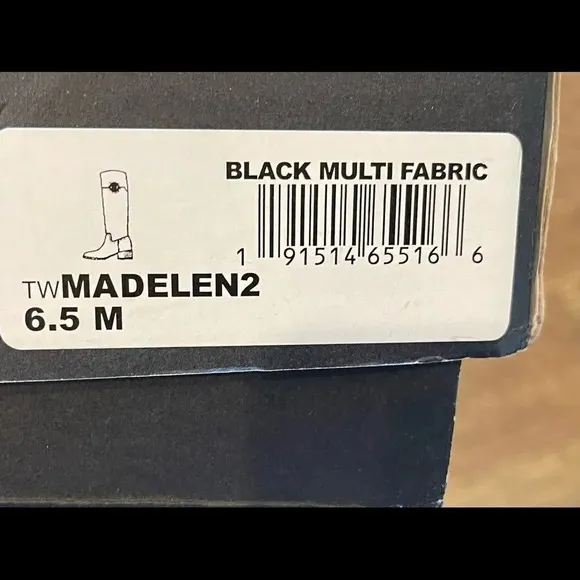 BLACK MULTI FABRIC
1 91514 65516 6
TWMADELEN2
6.5 M